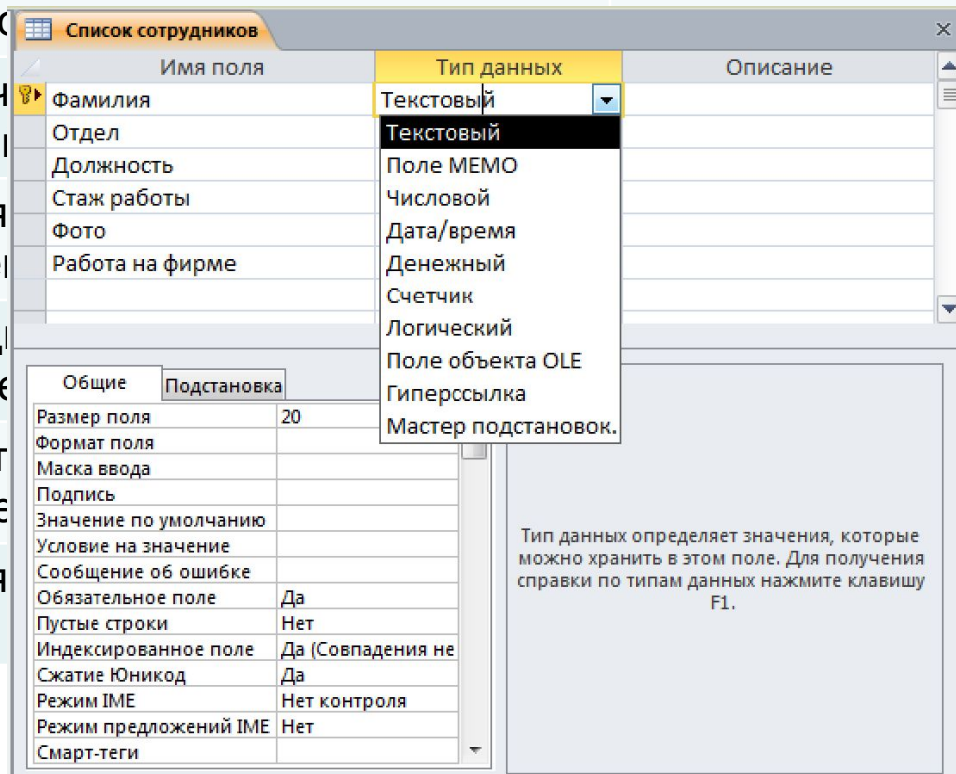 Список сотрудников
Имя поля Тип данных Описание
Фамилия Текстовый
Отдел Текстовый
Должность Поле МЕМО
Стаж работы Числовой
Фото Дата/время
Работа на фирме Денежный
Счетчик
Логический
Поле объекта OLE
Гиперссылка
Мастер подстановок.
Общие Подстановка
Размер поля 20
Формат поля
Маска ввода
Подпись
Значение по умолчанию
Условие на значение
Сообщение об ошибке
Обязательное поле Да
Пустые строки Нет
Индексированное поле Да (Совпадения не
Сжатие Юникод Да
Режим IME Нет контроля
Режим предложений IME Нет
Смарт-теги
Тип данных определяет значения, которые
можно хранить в этом поле. Для получения
справки по типам данных нажмите клавишу
F1.